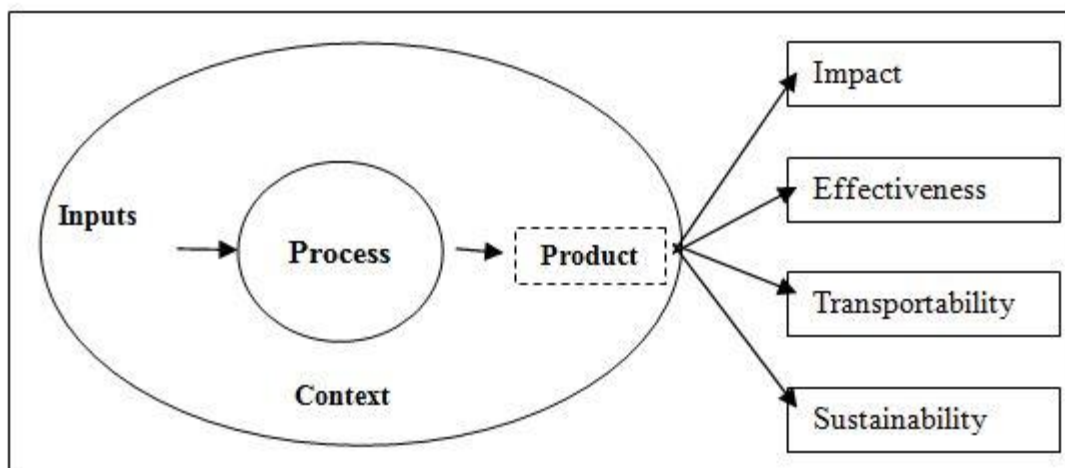 Inputs
Process
Product
Context
Impact
Effectiveness
Transportability
Sustainability